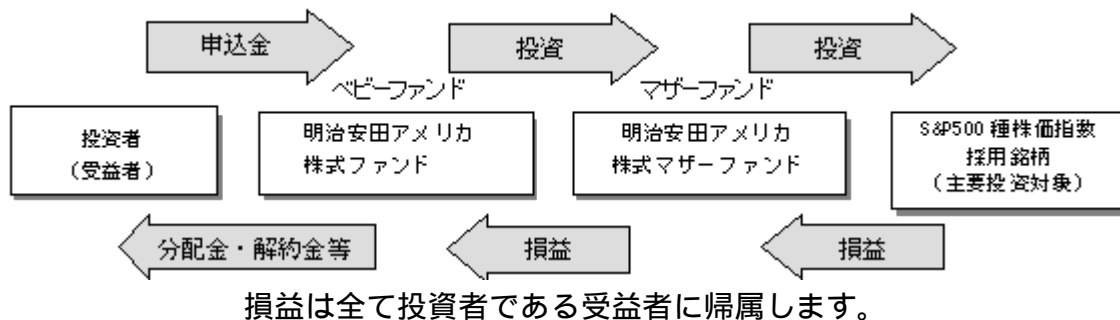 申込金
投資
投資
ベビーファンド
マザーファンド
投資者
（受益者）
明治安田アメリカ
株式ファンド
明治安田アメリカ
株式マザーファンド
S&P500 種株価指数
採用銘柄
（主要投資対象）
分配金・解約金等
損益
損益
損益は全て投資者である受益者に帰属します。